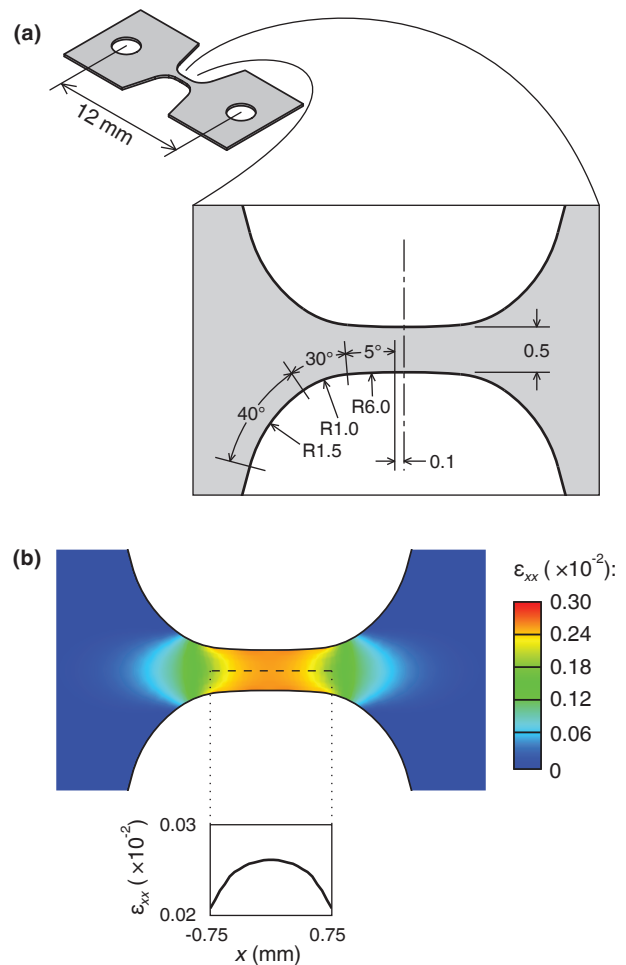 (a)
12 mm
30°
5°
0.5
40°
R1.0
R6.0
R1.5
0.1
(b)
εxx (×10-2):
0.30
0.24
0.18
0.12
0.06
0
0.03
εxx (×10-2)
0.02
-0.75
0.75
x (mm)